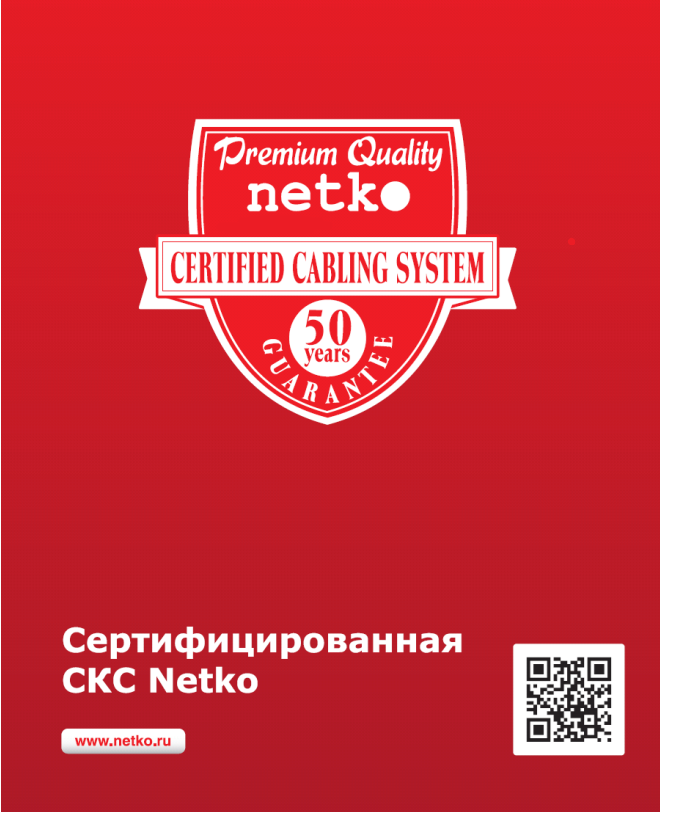 Premium Quality
netko
CERTIFIED CABLING SYSTEM
50
years
GUARANTEE
Сертифицированная
СКС Netko
www.netko.ru